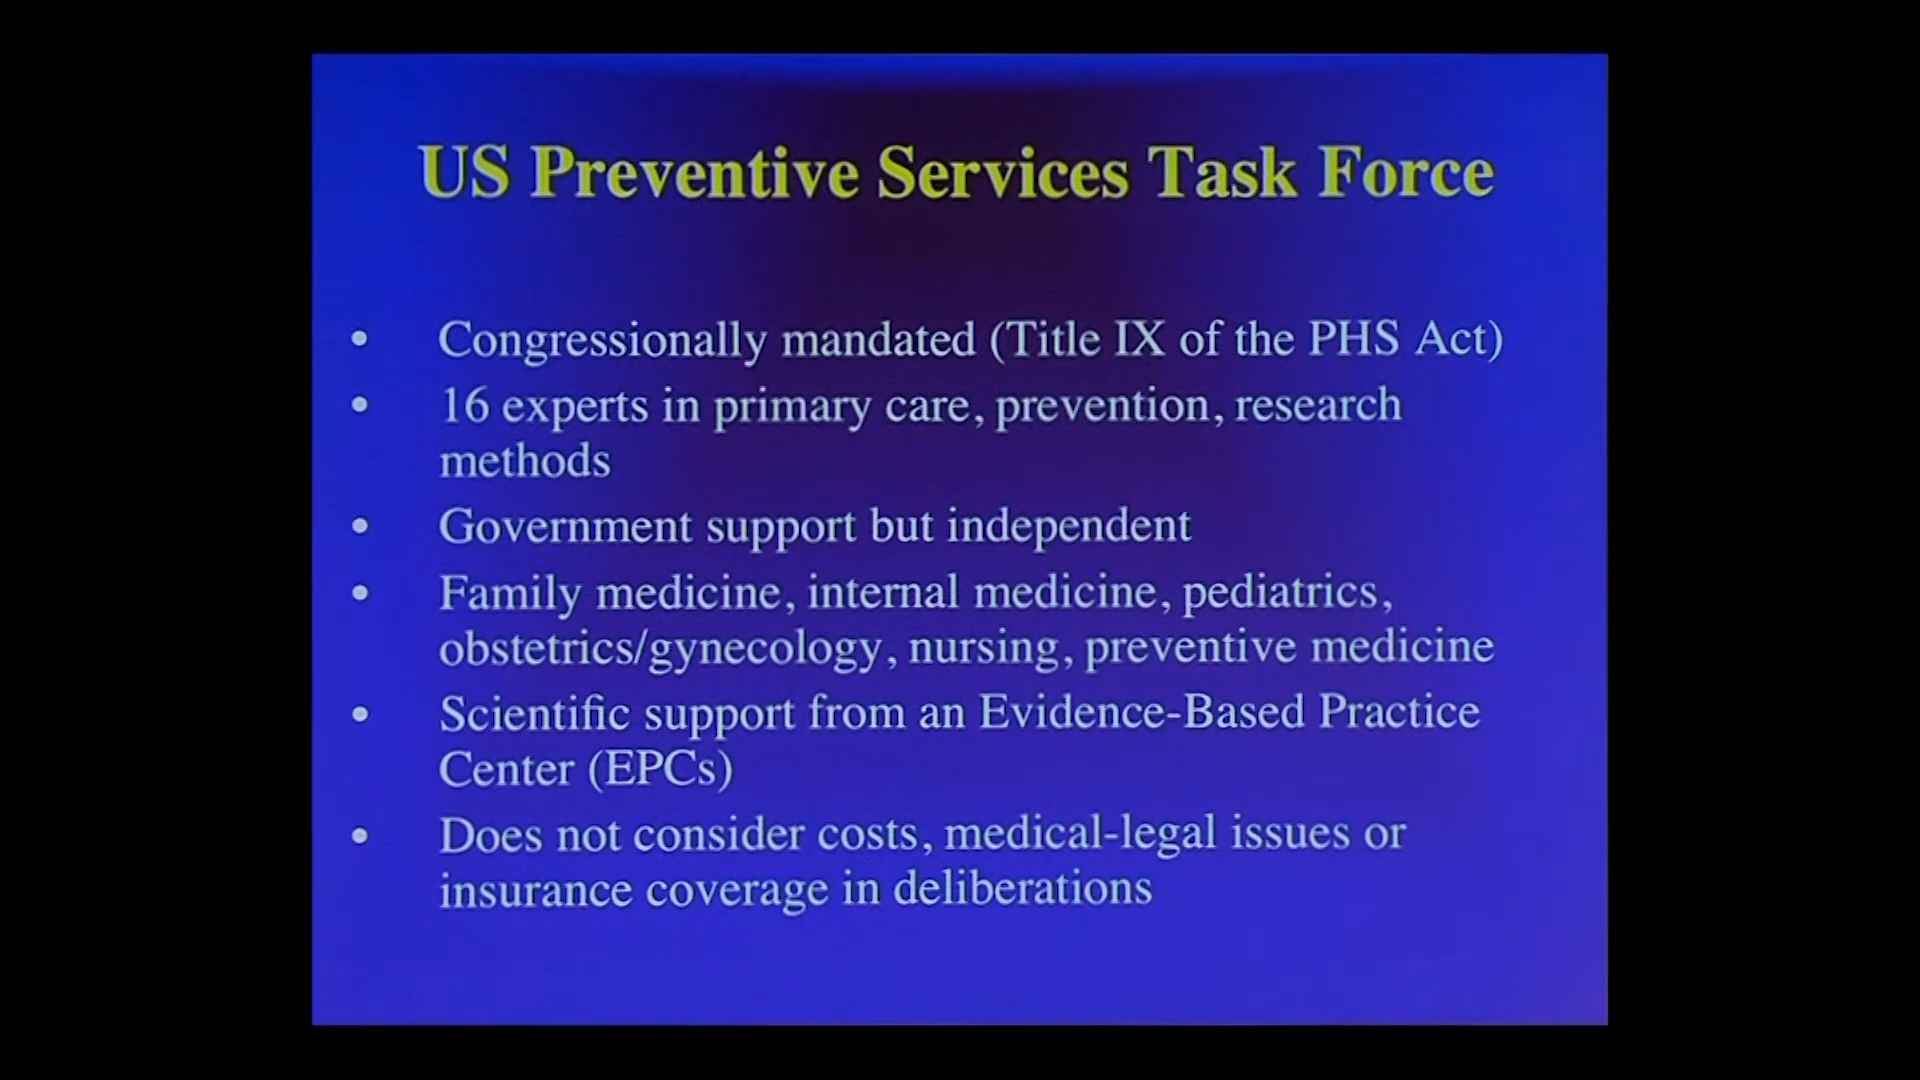 US Preventive Services Task Force
• Congressionally mandated (Title IX of the PHS Act)
• 16 experts in primary care, prevention, research
methods
• Government support but independent
• Family medicine, internal medicine, pediatrics,
obstetrics/gynecology, nursing, preventive medicine
• Scientific support from an Evidence-Based Practice
Center (EPCs)
• Does not consider costs, medical-legal issues or
insurance coverage in deliberations